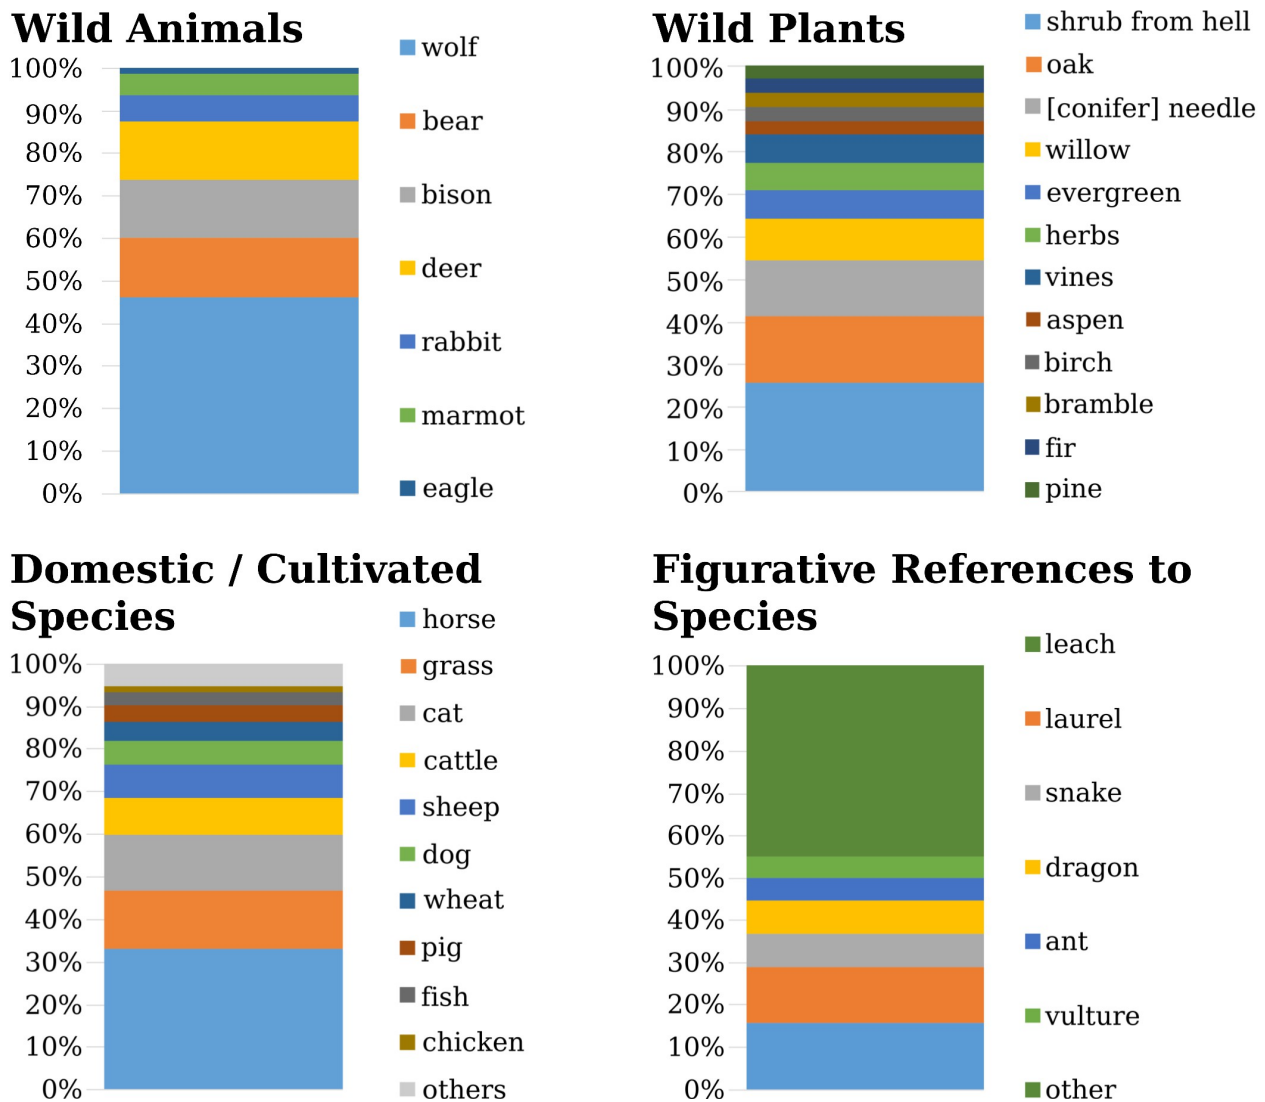 Wild Animals
100%
90%
80%
70%
60%
50%
40%
30%
20%
10%
0%
wolf
bear
bison
deer
rabbit
marmot
eagle
Wild Plants
100%
90%
80%
70%
60%
50%
40%
30%
20%
10%
0%
shrub from hell
oak
[conifer] needle
willow
evergreen
herbs
vines
aspen
birch
bramble
fir
pine
Domestic / Cultivated
Species
100%
90%
80%
70%
60%
50%
40%
30%
20%
10%
0%
horse
grass
cat
cattle
sheep
dog
wheat
pig
fish
chicken
others
Figurative References to
Species
100%
90%
80%
70%
60%
50%
40%
30%
20%
10%
0%
leach
laurel
snake
dragon
ant
vulture
other